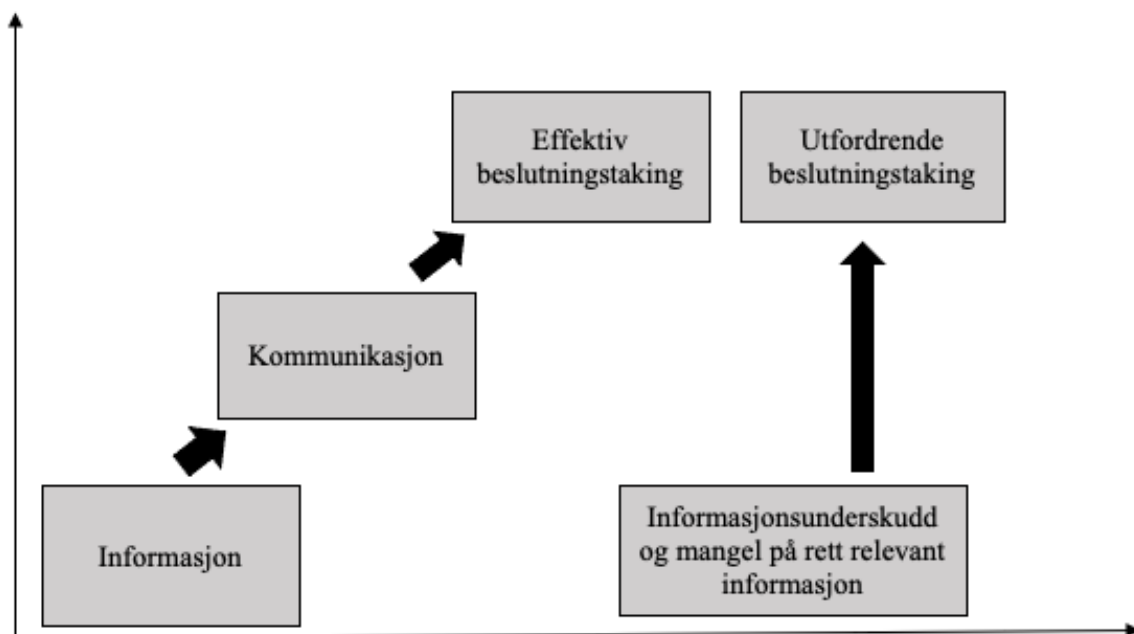 Effektiv
beslutningstaking
Utfordrende
beslutningstaking
Kommunikasjon
Informasjon
Informasjonsunderskudd
og mangel på rett relevant
informasjon